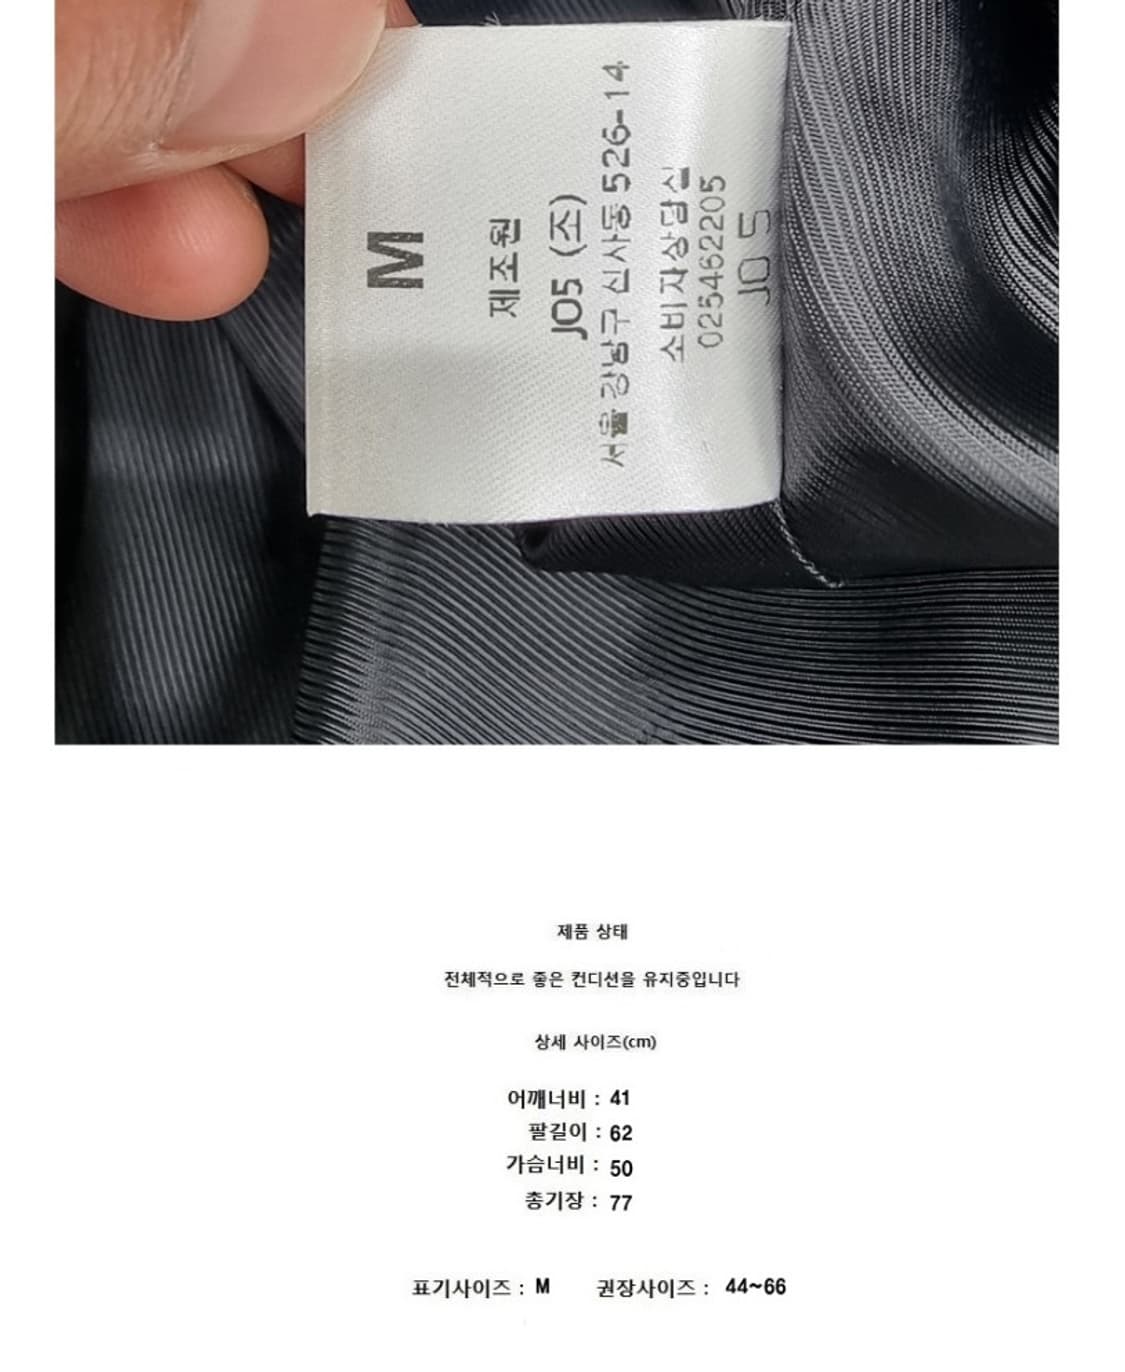 M
제조원
JO5 (조)
서울 강남구 신사동 526-14
소비자상담실
025462205
JO 5
제품 상태
전체적으로 좋은 컨디션을 유지중입니다
상세 사이즈(cm)
어깨너비 : 41
팔길이 : 62
가슴너비 : 50
총기장 : 77
표기사이즈 : M 권장사이즈 : 44~66